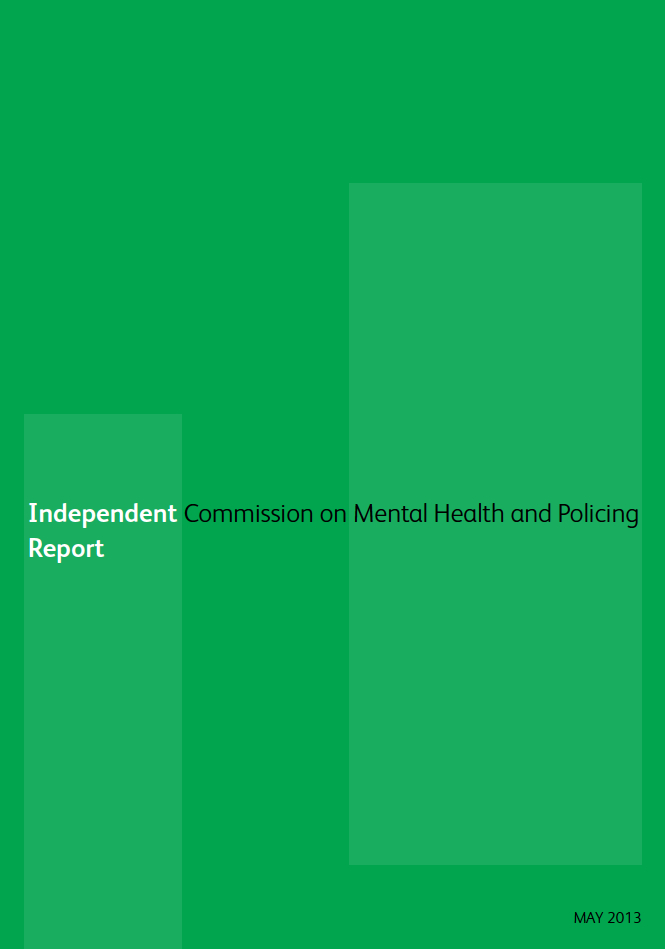 Independent Commission on Mental Health and Policing
Report
MAY 2013